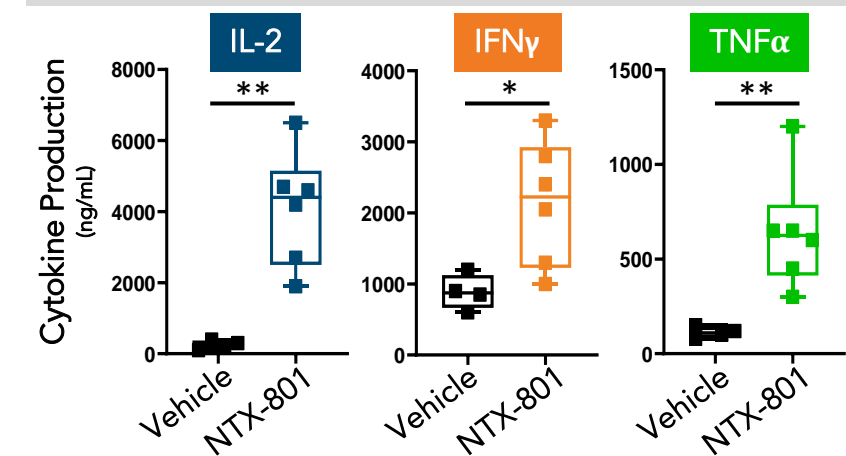 IL-2
IFNγ
TNFα
Cytokine Production
(ng/mL)
8000
6000
4000
2000
0
**
Vehicle
NTX-801
4000
3000
2000
1000
0
*
Vehicle
NTX-801
1500
1000
500
0
**
Vehicle
NTX-801